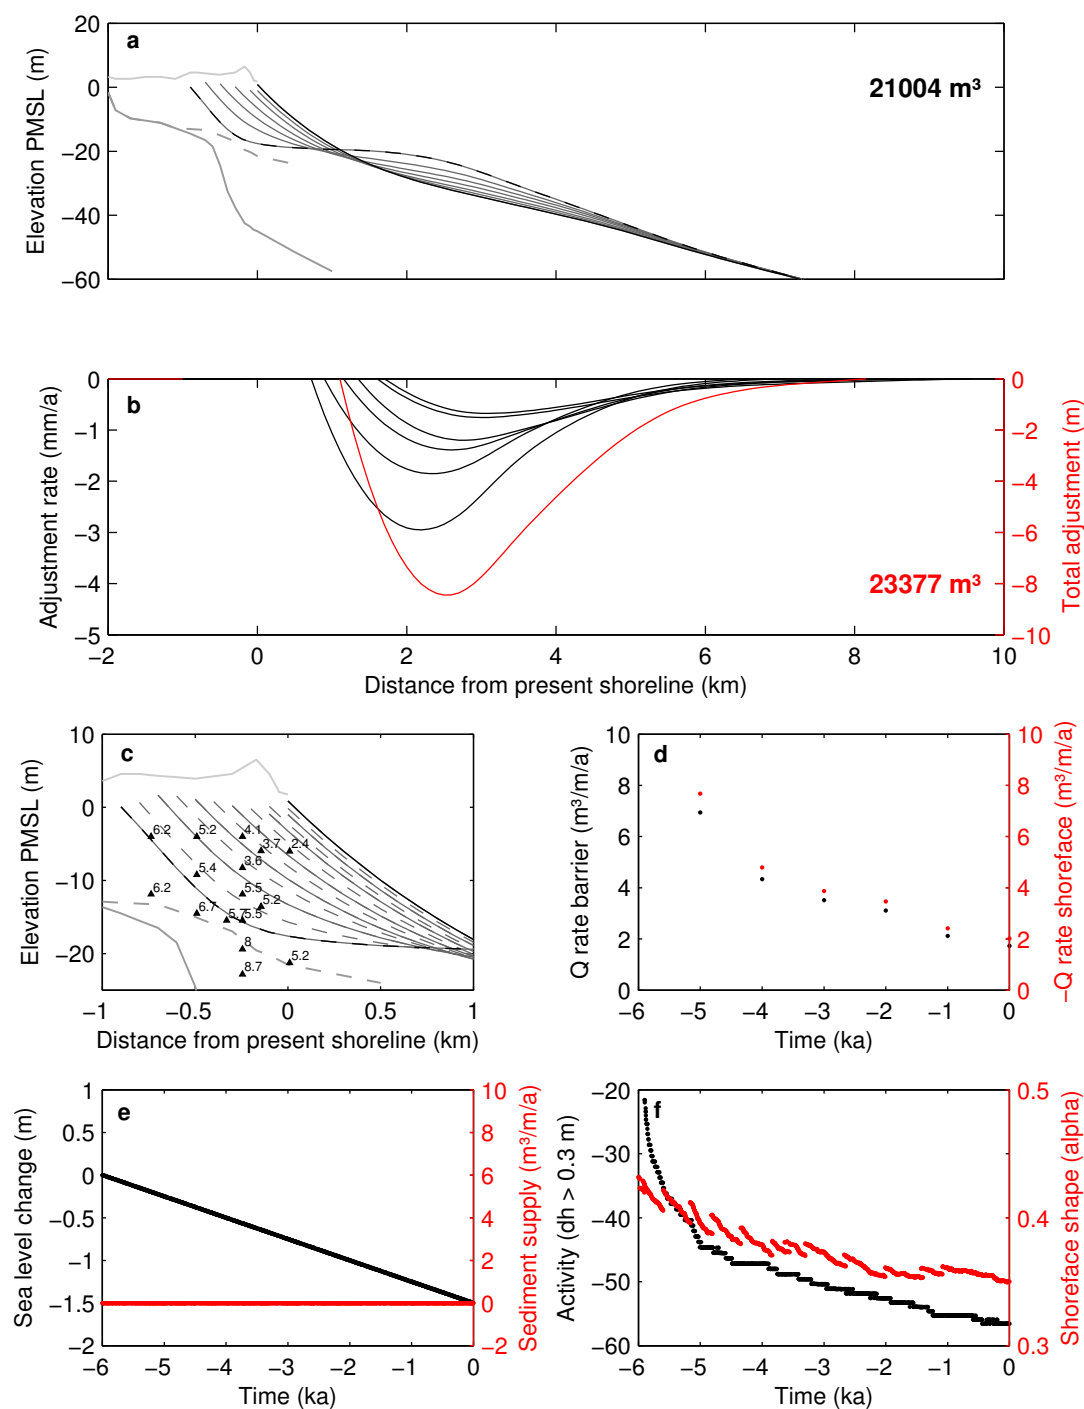 a
20
0
−20
−40
−60
Elevation PMSL (m)
21004 m³
b
0
−1
−2
−3
−4
−5
Adjustment rate (mm/a)
0
−2
−4
−6
−8
−10
Total adjustment (m)
23377 m³
−2 0 2 4 6 8 10
Distance from present shoreline (km)
c
10
0
−10
−20
Elevation PMSL (m)
6.2
5.2
4.1
3.7
2.4
3.6
5.4
6.2
5.5
5.2
6.7
5.7
5.5
8
5.2
8.7
−1 −0.5 0 0.5 1
Distance from present shoreline (km)
d
10
8
6
4
2
0
Q rate barrier (m³/m/a)
10
8
6
4
2
0
−Q rate shoreface (m³/m/a)
−6 −5 −4 −3 −2 −1 0
Time (ka)
e
1
0.5
0
−0.5
−1
−1.5
−2
Sea level change (m)
10
8
6
4
2
0
−2
Sediment supply (m³/m/a)
−6 −5 −4 −3 −2 −1 0
Time (ka)
f
−20
−30
−40
−50
−60
Activity (dh > 0.3 m)
0.5
0.4
0.3
Shoreface shape (alpha)
−6 −5 −4 −3 −2 −1 0
Time (ka)